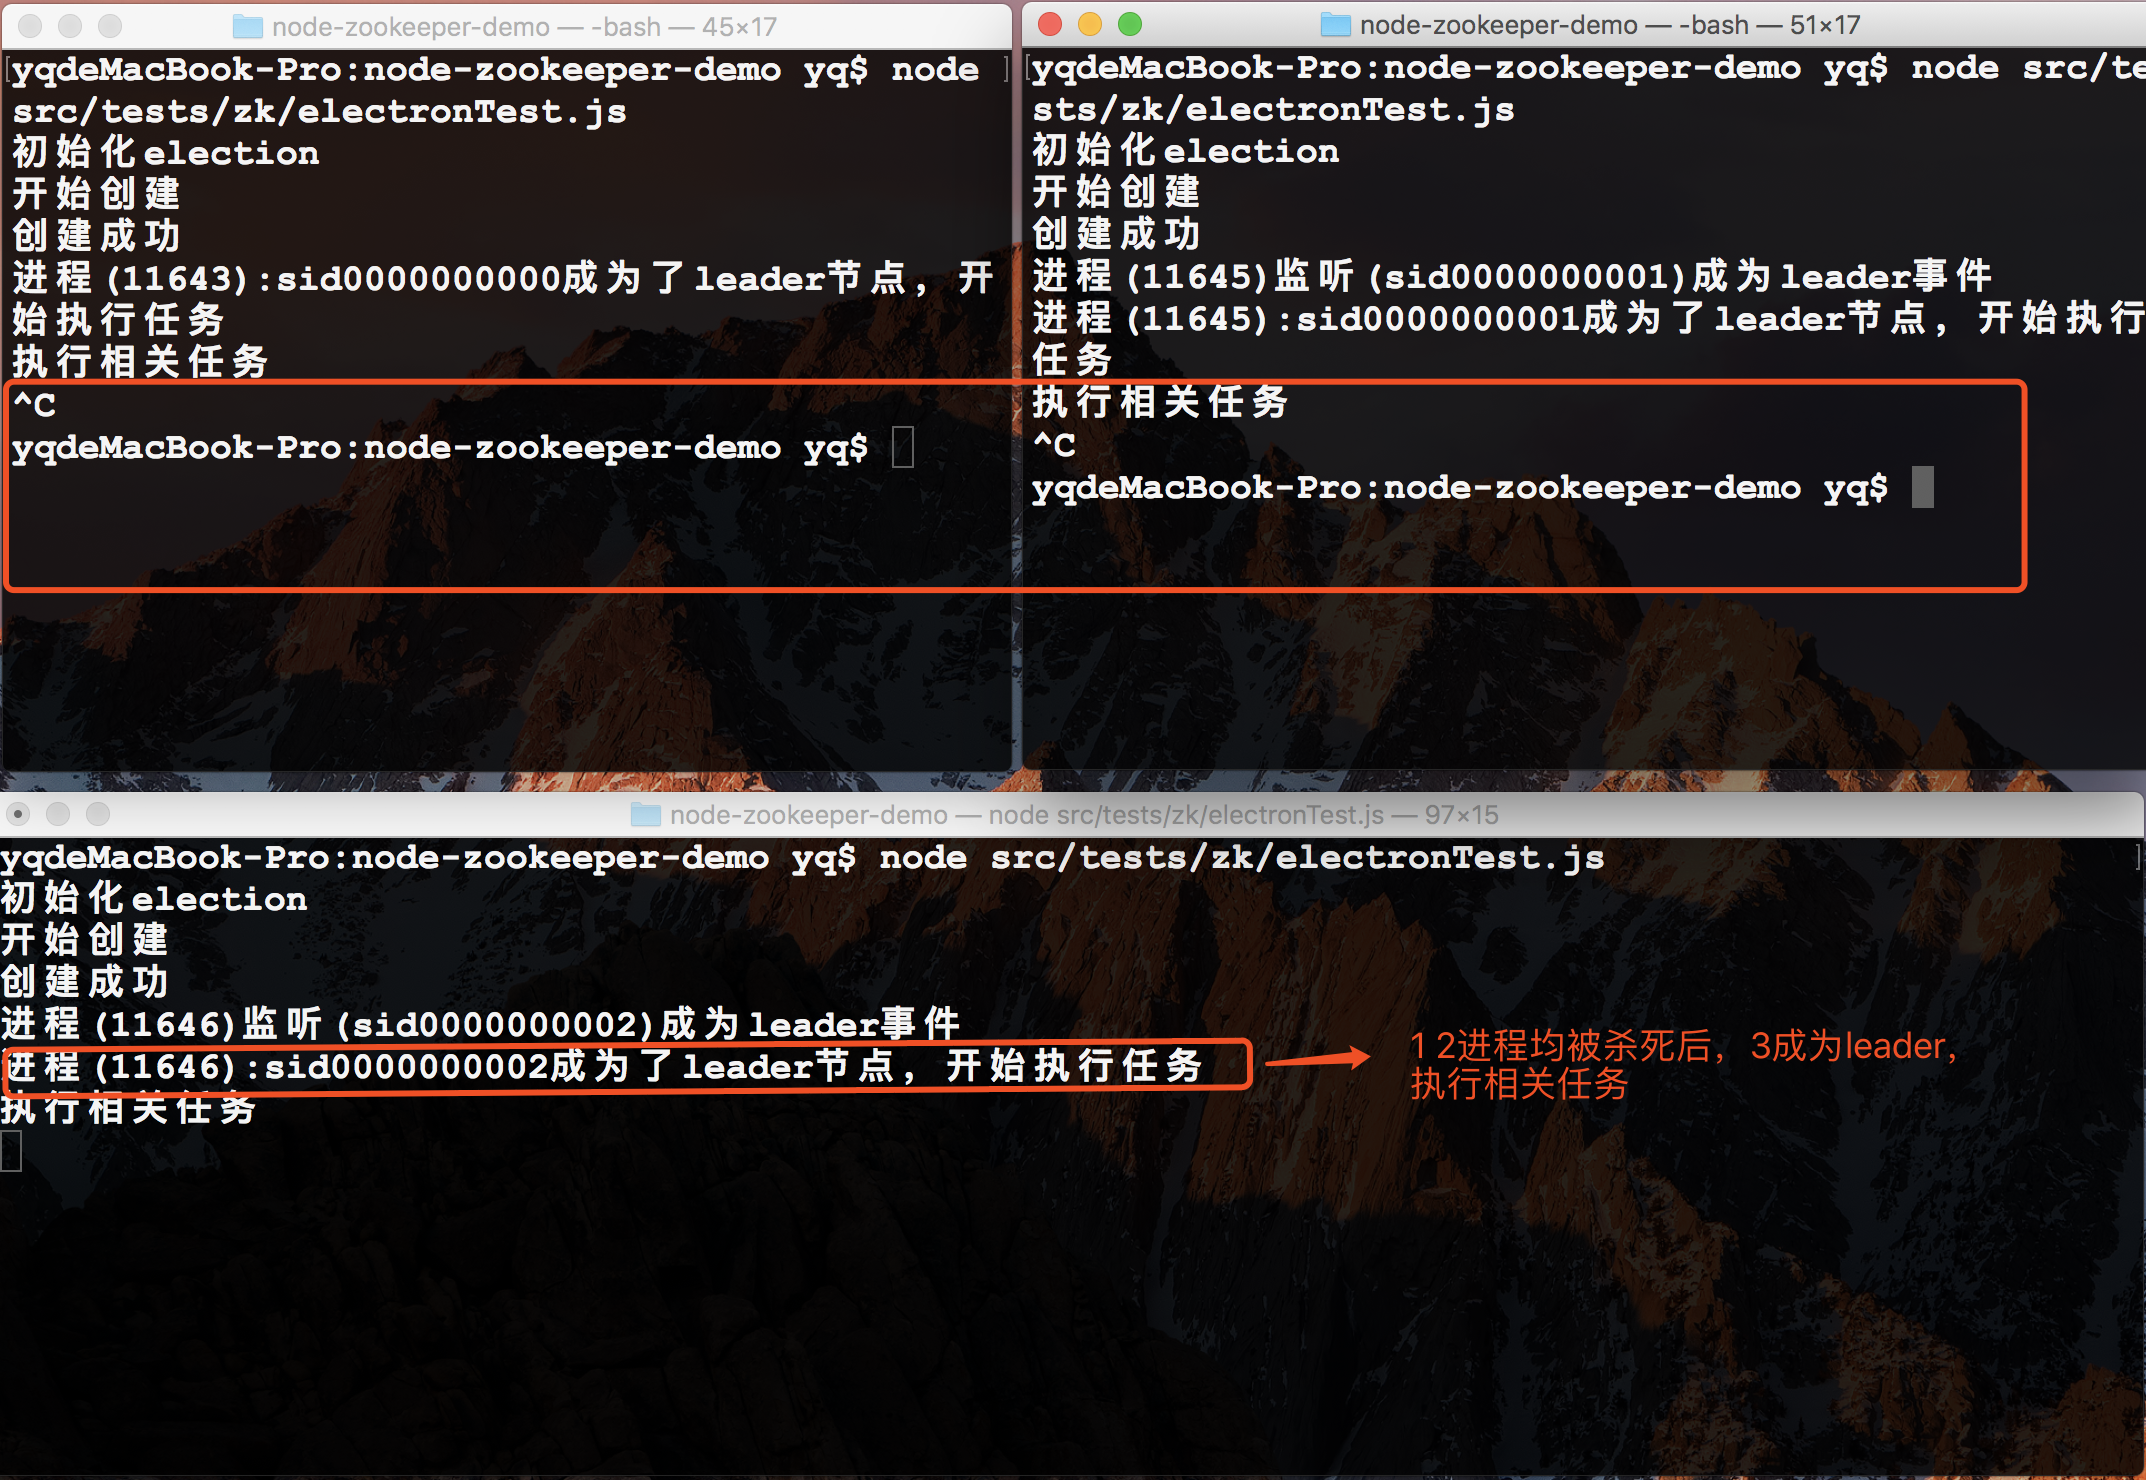 node-zookeeper-demo — -bash — 45×17
yqdeMacBook-Pro:node-zookeeper-demo yq$ node
src/tests/zk/electronTest.js
初始化election
开始创建
创建成功
进程(11643):sid0000000000成为了leader节点，开
始执行任务
执行相关任务
^C
yqdeMacBook-Pro:node-zookeeper-demo yq$
node-zookeeper-demo — -bash — 51×17
yqdeMacBook-Pro:node-zookeeper-demo yq$ node src/te
sts/zk/electronTest.js
初始化election
开始创建
创建成功
进程(11645)监听(sid0000000001)成为leader事件
进程(11645):sid0000000001成为了leader节点，开始执行
任务
执行相关任务
^C
yqdeMacBook-Pro:node-zookeeper-demo yq$
node-zookeeper-demo — node src/tests/zk/electronTest.js — 97×15
yqdeMacBook-Pro:node-zookeeper-demo yq$ node src/tests/zk/electronTest.js
初始化election
开始创建
创建成功
进程(11646)监听(sid0000000002)成为leader事件
进程(11646):sid0000000002成为了leader节点，开始执行任务
执行相关任务
1 2进程均被杀死后，3成为leader，
执行相关任务